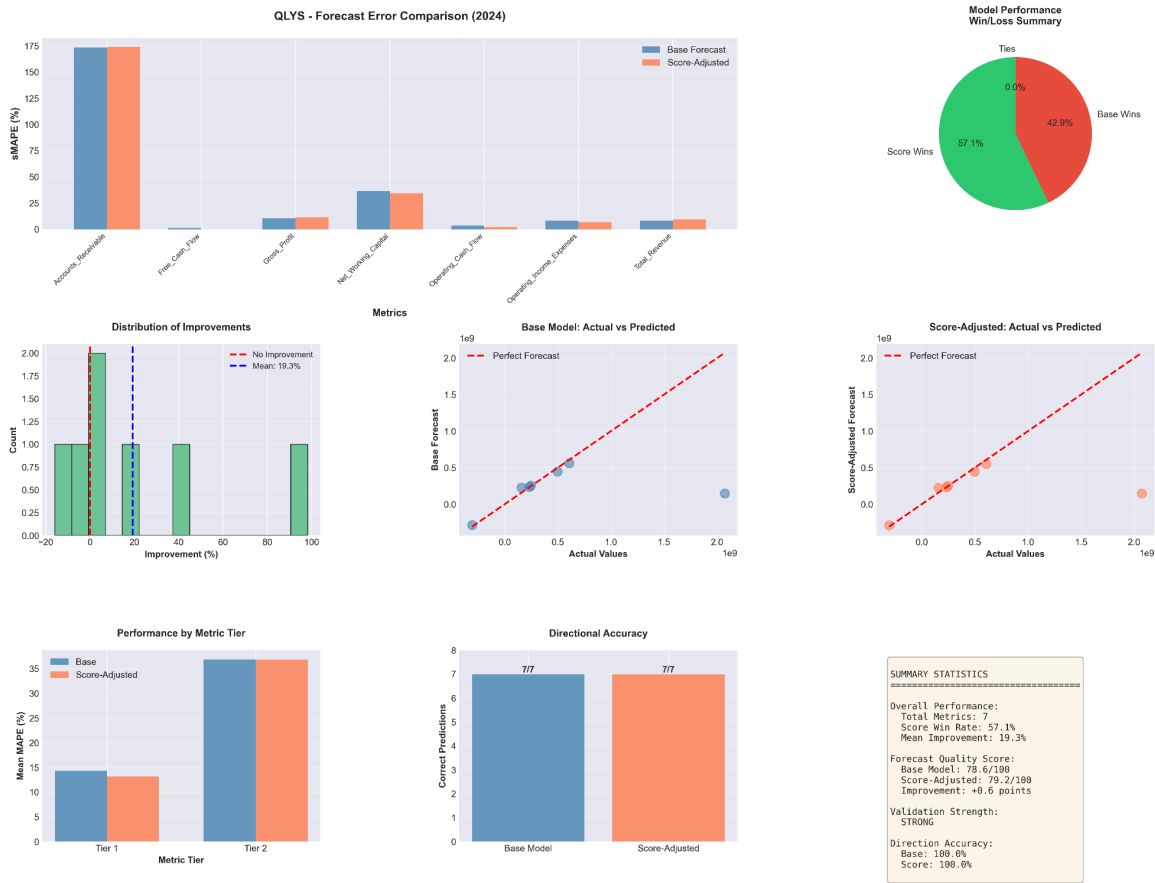 QLYS - Forecast Error Comparison (2024)
sMAPE (%)
175
150
125
100
75
50
25
0
Base Forecast
Score-Adjusted
Accounts_Receivable
Free_Cash_Flow
Gross_Profit
Net_Working_Capital
Operating_Cash_Flow
Operating_Income_Expenses
Total_Revenue
Metrics
Model Performance
Win/Loss Summary
Ties
0.0%
Base Wins
42.9%
57.1%
Score Wins
Distribution of Improvements
Count
2.00
1.75
1.50
1.25
1.00
0.75
0.50
0.25
0.00
No Improvement
Mean: 19.3%
−20 0 20 40 60 80 100
Improvement (%)
Base Model: Actual vs Predicted
1e9
Base Forecast
2.0
1.5
1.0
0.5
0.0
Perfect Forecast
0.0 0.5 1.0 1.5 2.0
1e9
Actual Values
Score-Adjusted: Actual vs Predicted
1e9
Score-Adjusted Forecast
2.0
1.5
1.0
0.5
0.0
Perfect Forecast
0.0 0.5 1.0 1.5 2.0
1e9
Actual Values
Performance by Metric Tier
Mean MAPE (%)
35
30
25
20
15
10
5
0
Base
Score-Adjusted
Tier 1 Tier 2
Metric Tier
Directional Accuracy
Correct Predictions
8
7
6
5
4
3
2
1
0
7/7 7/7
Base Model Score-Adjusted
SUMMARY STATISTICS
===================================
Overall Performance:
Total Metrics: 7
Score Win Rate: 57.1%
Mean Improvement: 19.3%
Forecast Quality Score:
Base Model: 78.6/100
Score-Adjusted: 79.2/100
Improvement: +0.6 points
Validation Strength:
STRONG
Direction Accuracy:
Base: 100.0%
Score: 100.0%